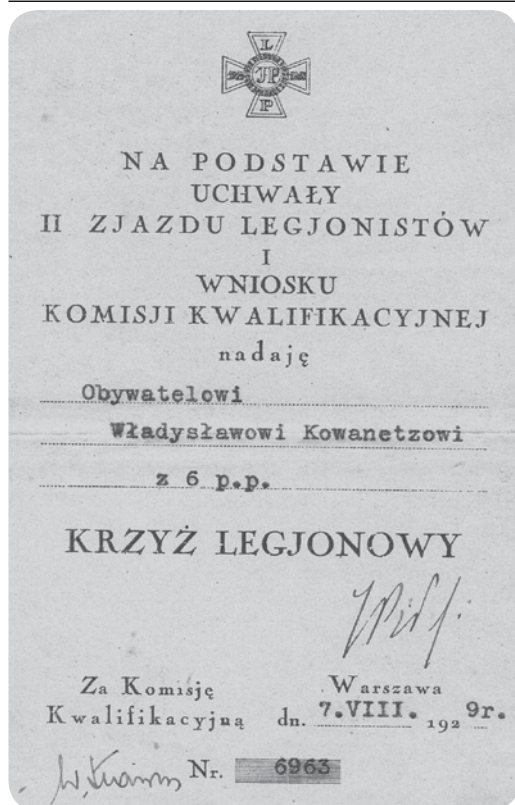 L
JP
P
NA PODSTAWIE
UCHWAŁY
II ZJAZDU LEGJONISTÓW
I
WNIOSKU
KOMISJI KWALIFIKACYJNEJ
nadaję
Obywatelowi
Władysławowi Kowanetzowi
z 6 p.p.
KRZYŻ LEGJONOWY
Za Komisję
Kwalifikacyjną
Warszawa
dn. 7.VIII. 1929r.
Nr. 6963